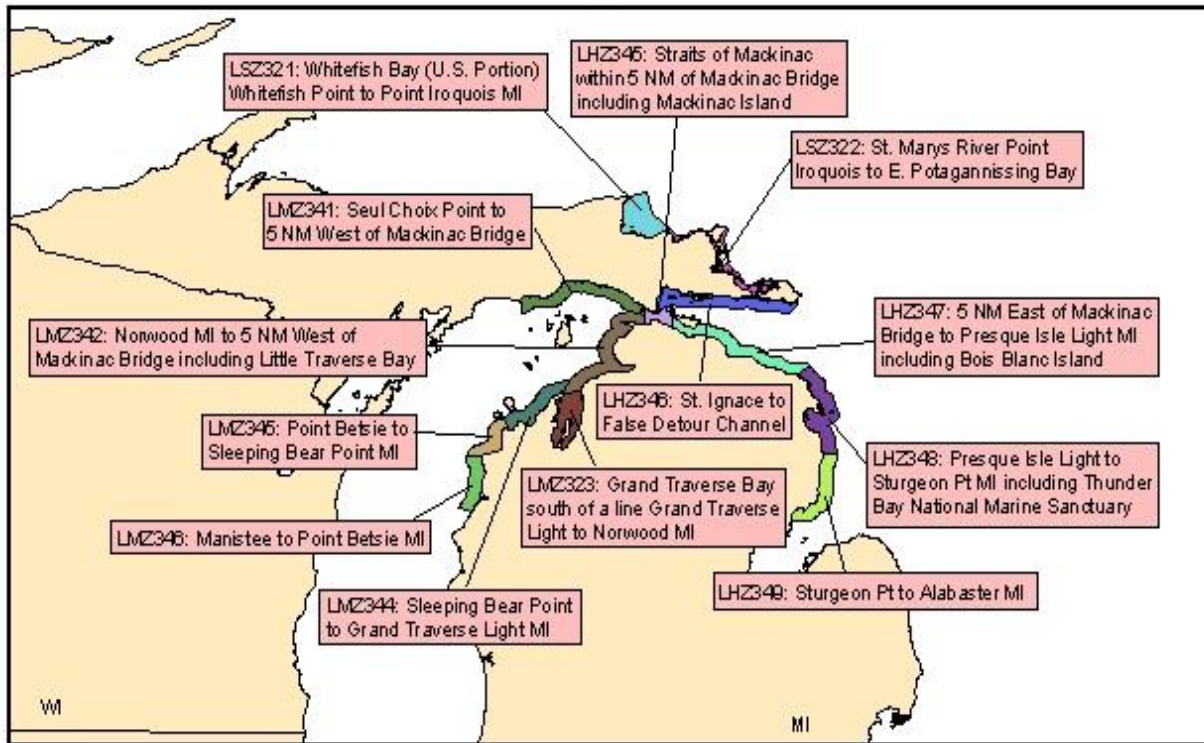 LSZ321: Whitefish Bay (U.S. Portion)
Whitefish Point to Point Iroquois MI
LHZ345: Straits of Mackinac
within 5 NM of Mackinac Bridge
including Mackinac Island
LSZ322: St. Marys River Point
Iroquois to E. Potagannissing Bay
LMZ341: Seul Choix Point to
5 NM West of Mackinac Bridge
LMZ342: Norwood MI to 5 NM West of
Mackinac Bridge including Little Traverse Bay
LHZ347: 5 NM East of Mackinac
Bridge to Presque Isle Light MI
including Bois Blanc Island
LHZ346: St. Ignace to
False Detour Channel
LMZ345: Point Betsie to
Sleeping Bear Point MI
LHZ348: Presque Isle Light to
Sturgeon Pt MI including Thunder
Bay National Marine Sanctuary
LMZ323: Grand Traverse Bay
south of a line Grand Traverse
Light to Norwood MI
LMZ346: Manistee to Point Betsie MI
LHZ349: Sturgeon Pt to Alabaster MI
LMZ344: Sleeping Bear Point
to Grand Traverse Light MI
WI
MI